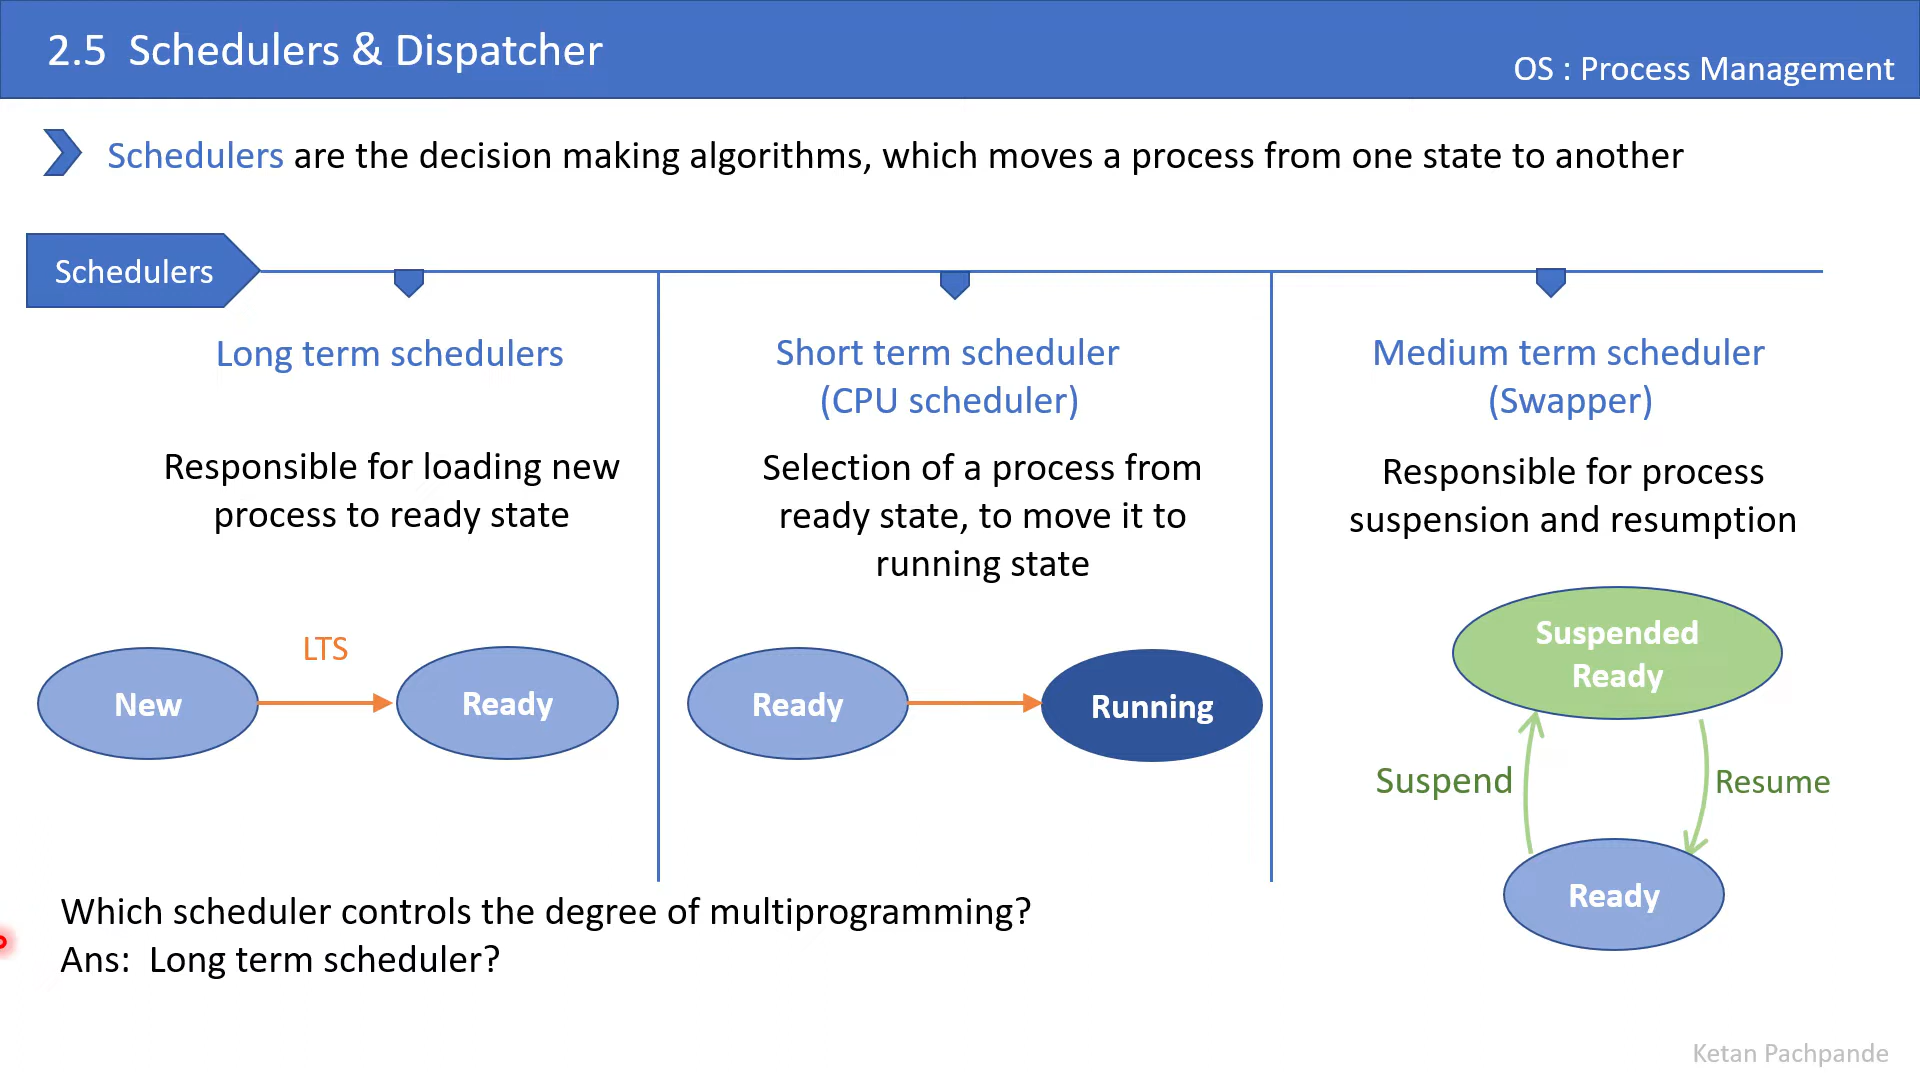 2.5 Schedulers & Dispatcher
OS : Process Management
Schedulers are the decision making algorithms, which moves a process from one state to another
Schedulers
Long term schedulers
Responsible for loading new
process to ready state
LTS
New
Ready
Short term scheduler
(CPU scheduler)
Selection of a process from
ready state, to move it to
running state
Ready
Running
Medium term scheduler
(Swapper)
Responsible for process
suspension and resumption
Suspended
Ready
Suspend
Resume
Ready
Which scheduler controls the degree of multiprogramming?
Ans: Long term scheduler?
Ketan Pachpande